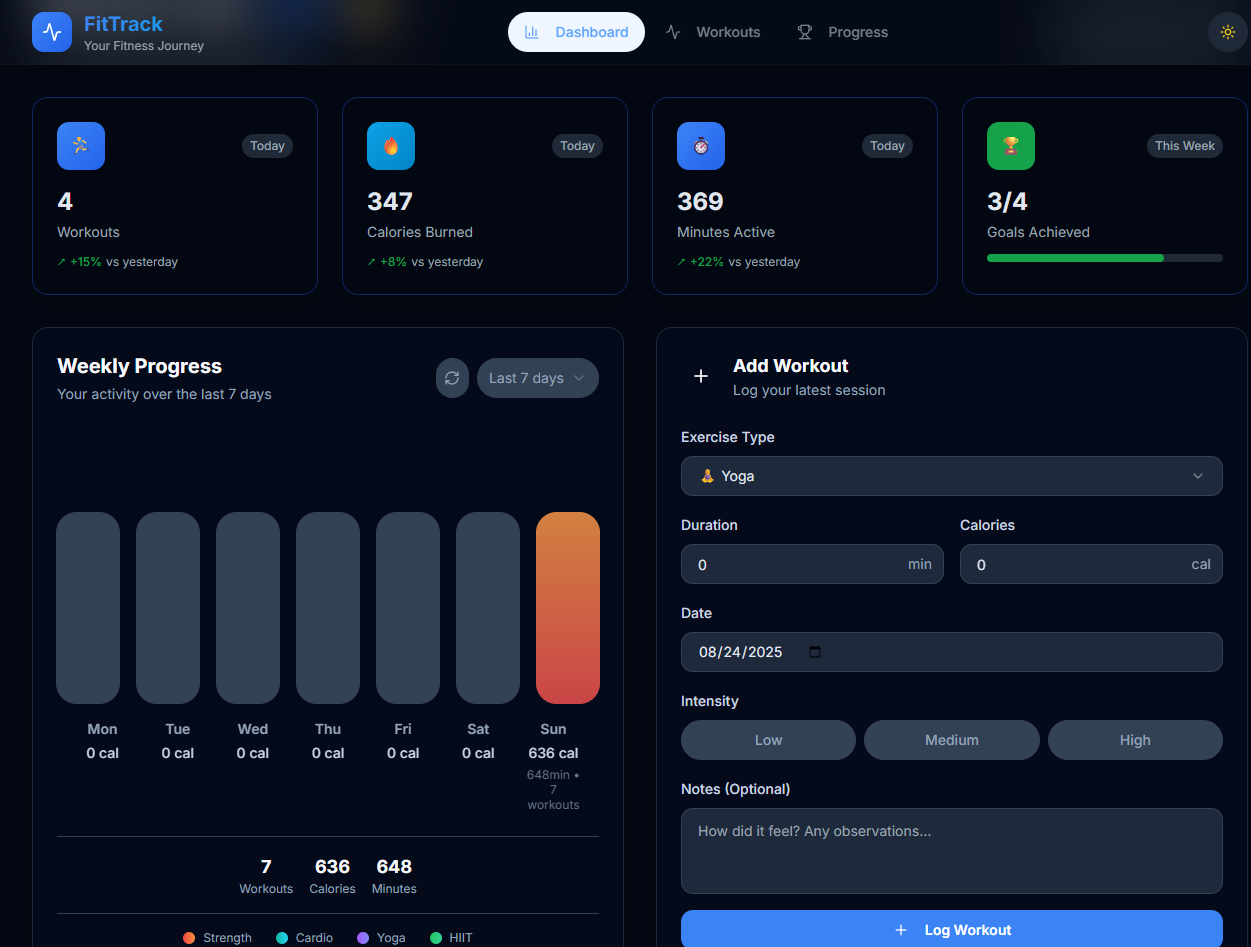 FitTrack
Your Fitness Journey
Dashboard
Workouts
Progress
Today
4
Workouts
↗ +15% vs yesterday
Today
347
Calories Burned
↗ +8% vs yesterday
Today
369
Minutes Active
↗ +22% vs yesterday
This Week
3/4
Goals Achieved
Weekly Progress
Your activity over the last 7 days
Last 7 days
Mon Tue Wed Thu Fri Sat Sun
0 cal 0 cal 0 cal 0 cal 0 cal 0 cal 636 cal
648min •
7
workouts
7 636 648
Workouts Calories Minutes
Strength Cardio Yoga HIIT
Add Workout
Log your latest session
Exercise Type
Yoga
Duration Calories
0 min 0 cal
Date
08/24/2025
Intensity
Low Medium High
Notes (Optional)
How did it feel? Any observations...
+ Log Workout